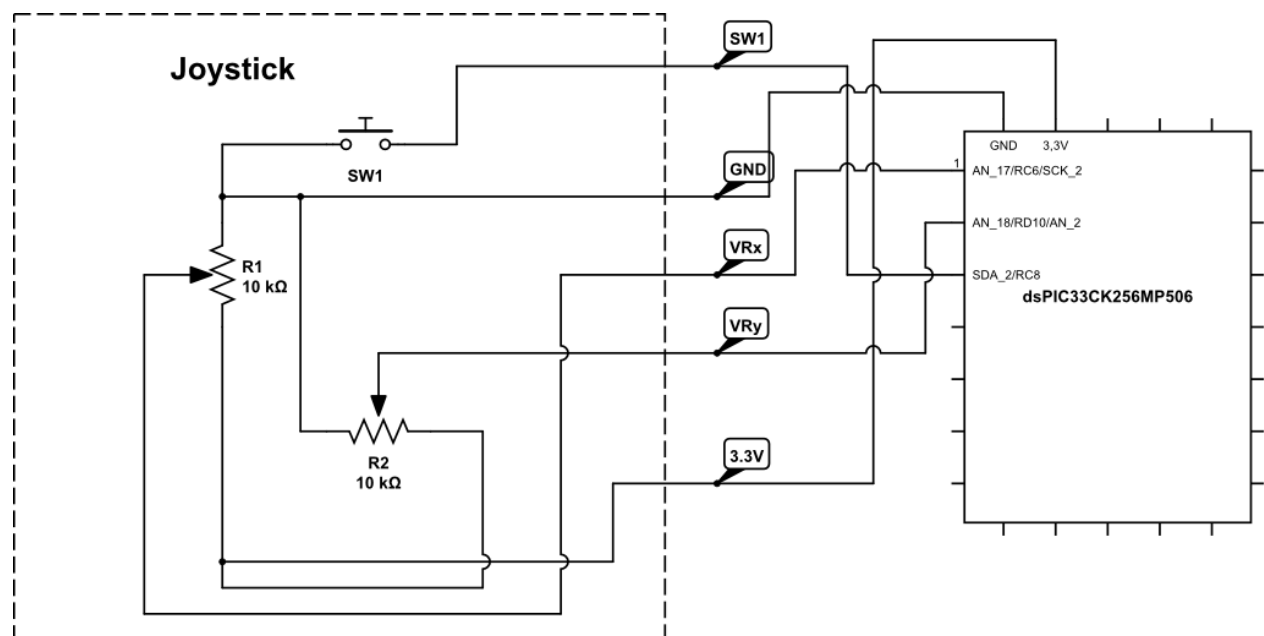 SW1
Joystick
SW1
GND
GND 3,3V
1
AN_17/RC6/SCK_2
VRx
AN_18/RD10/AN_2
R1
10 kΩ
SDA_2/RC8
dsPIC33CK256MP506
VRy
R2
10 kΩ
3.3V